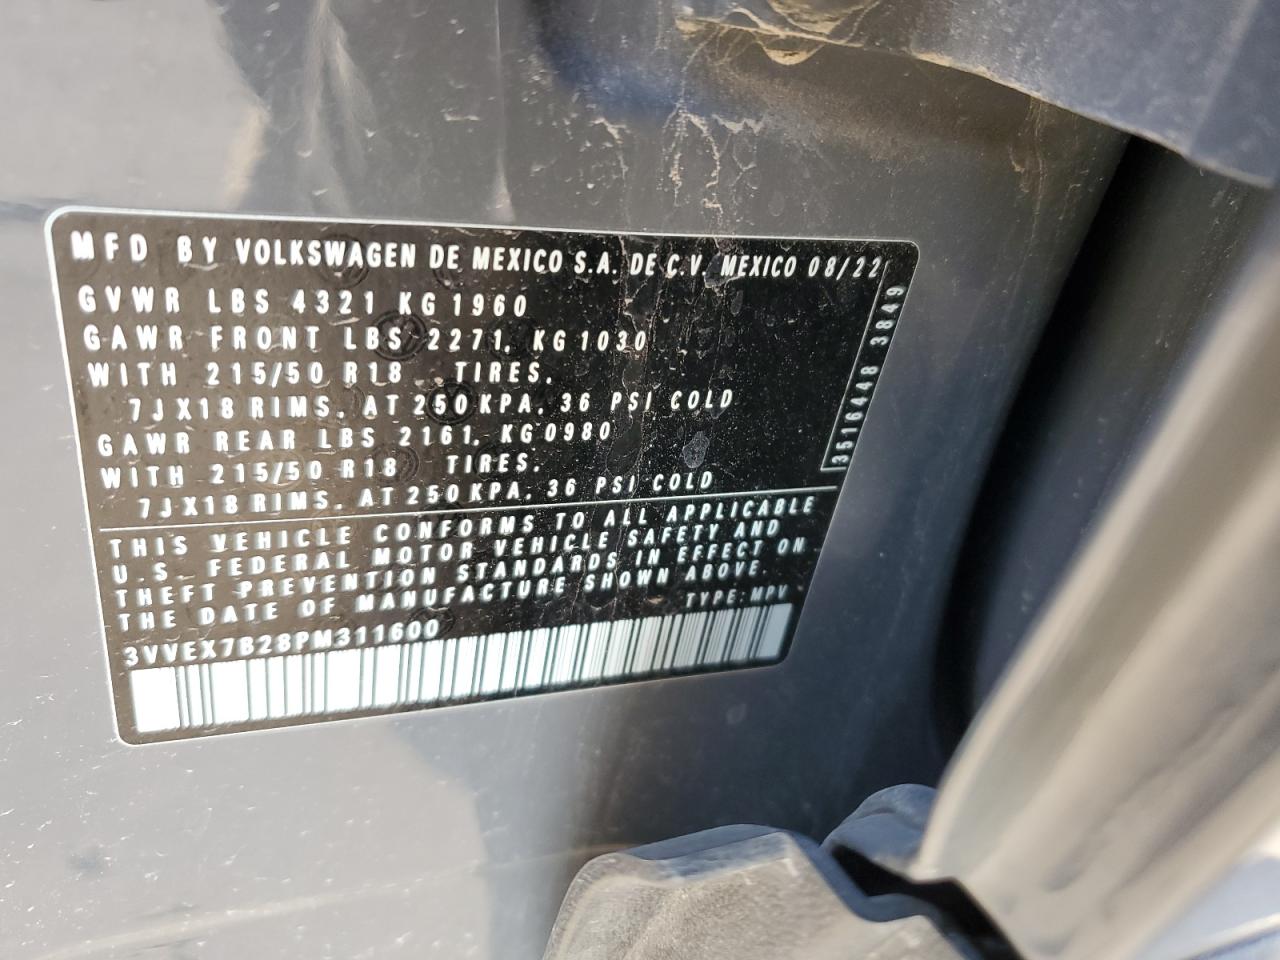 MFD BY VOLKSWAGEN DE MEXICO S.A. DE C.V. MEXICO 08/22
GVWR LBS 4321 KG 1960
GAWR FRONT LBS 2271, KG 1030
WITH 215/50 R18 TIRES,
7JX18 RIMS, AT 250 KPA, 36 PSI COLD
GAWR REAR LBS 2161, KG 0980
WITH 215/50 R18 TIRES,
7JX18 RIMS, AT 250 KPA, 36 PSI COLD
3516448 3849
THIS VEHICLE CONFORMS TO ALL APPLICABLE
U.S. FEDERAL MOTOR VEHICLE SAFETY AND
THEFT PREVENTION STANDARDS IN EFFECT ON
THE DATE OF MANUFACTURE SHOWN ABOVE.
TYPE: MPV
3VVEX7B28PM311600